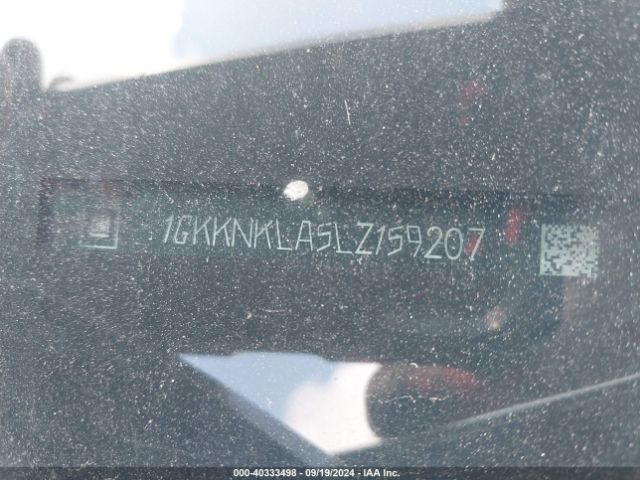 1GKKNKLA5LZ159207
000-40333498 - 09/19/2024 - IAA Inc.